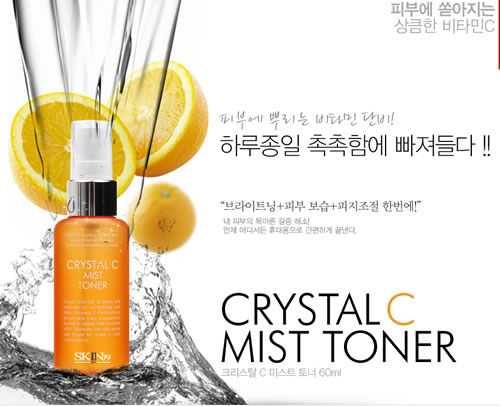 피부에 쏟아지는
상큼한 비타민C
피부에 뿌리는 비타민 단비!
하루종일 촉촉함에 빠져들다 !!
"브라이트닝+피부 보습+피지조절 한번에!"
내 피부의 목마른 갈증 해소!
언제 어디서든 휴대용으로 간편하게 끝낸다.
CRYSTAL C
MIST TONER
크리스탈 C 미스트 토너 60ml
CRYSTAL C
MIST
TONER
SKIN79